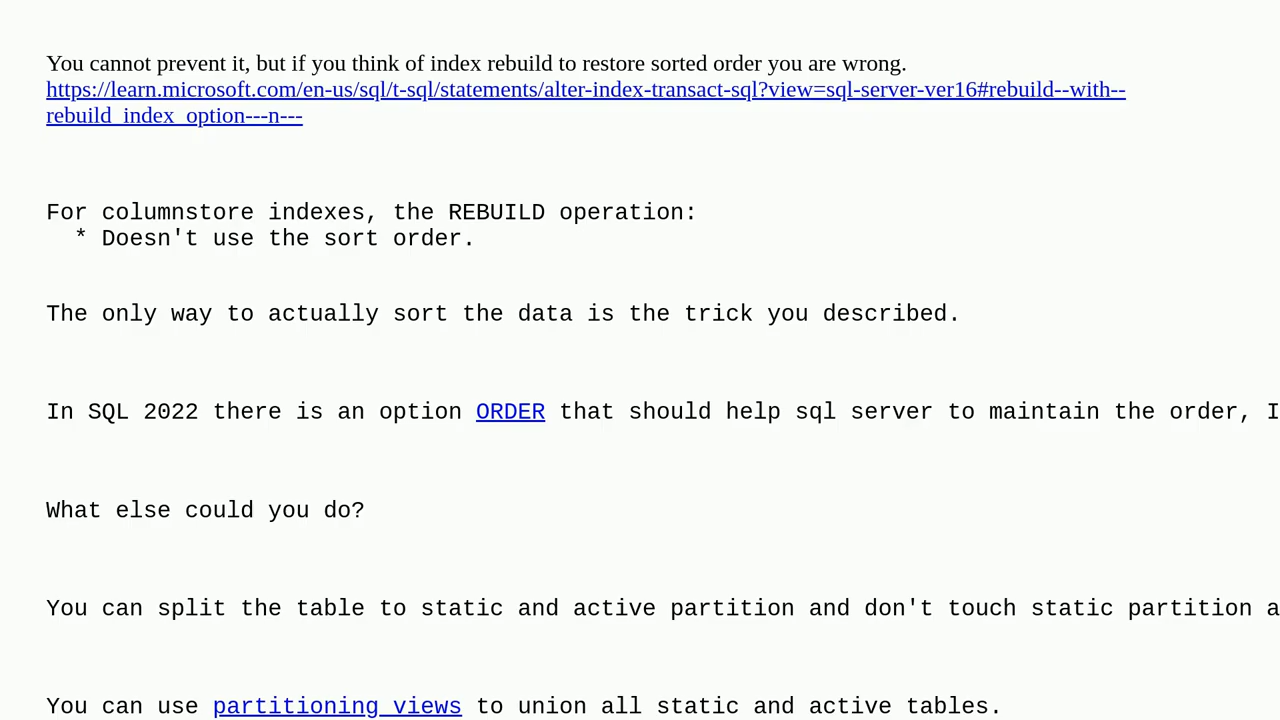 You cannot prevent it, but if you think of index rebuild to restore sorted order you are wrong.
https://learn.microsoft.com/en-us/sql/t-sql/statements/alter-index-transact-sql?view=sql-server-ver16#rebuild--with--
rebuild_index_option---n---
For columnstore indexes, the REBUILD operation:
* Doesn't use the sort order.
The only way to actually sort the data is the trick you described.
In SQL 2022 there is an option ORDER that should help sql server to maintain the order, I
What else could you do?
You can split the table to static and active partition and don't touch static partition a
You can use partitioning views to union all static and active tables.